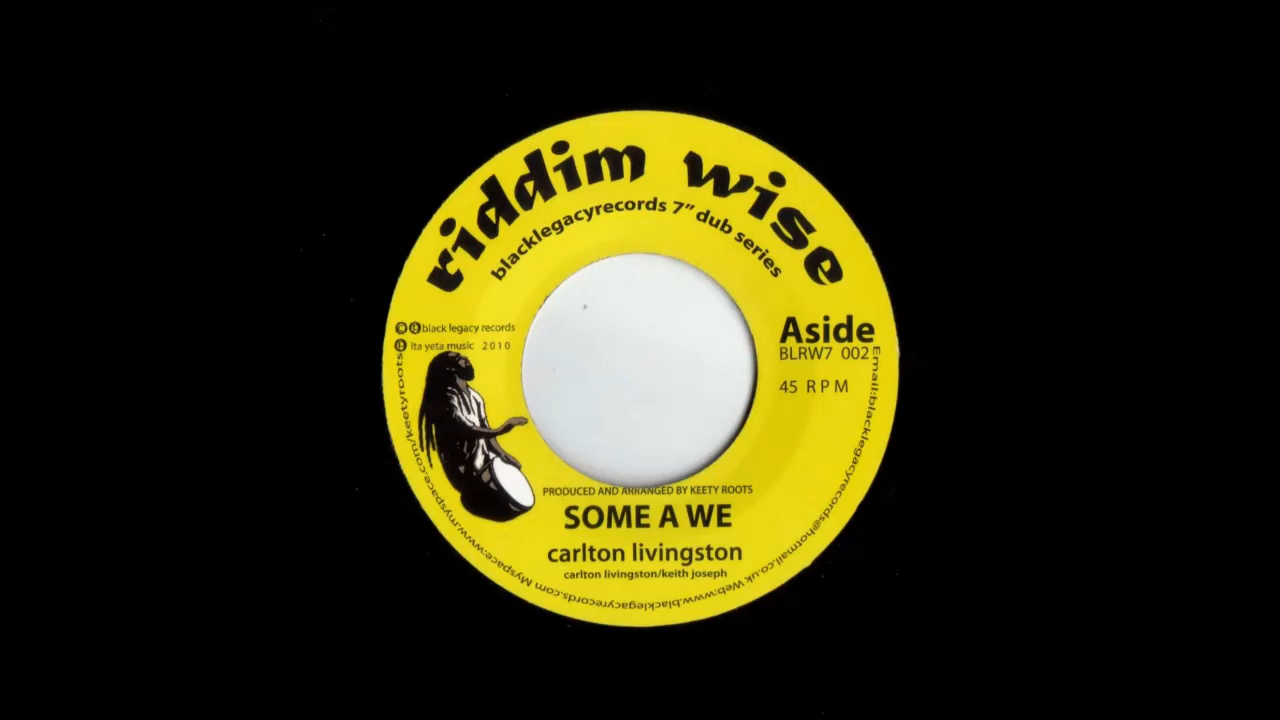 riddim wise
blacklegacyrecords 7" dub series
©℗ black legacy records
℗ Ita yeta music 2010
Aside
BLRW7 002
45 RPM
PRODUCED AND ARRANGED BY KEETY ROOTS
SOME A WE
carlton livingston
carlton livingston/keith joseph
Email:blacklegacyrecords@hotmail.co.uk Web:www.blacklegacyrecords.com Myspace:www.myspace.com/keetyroots